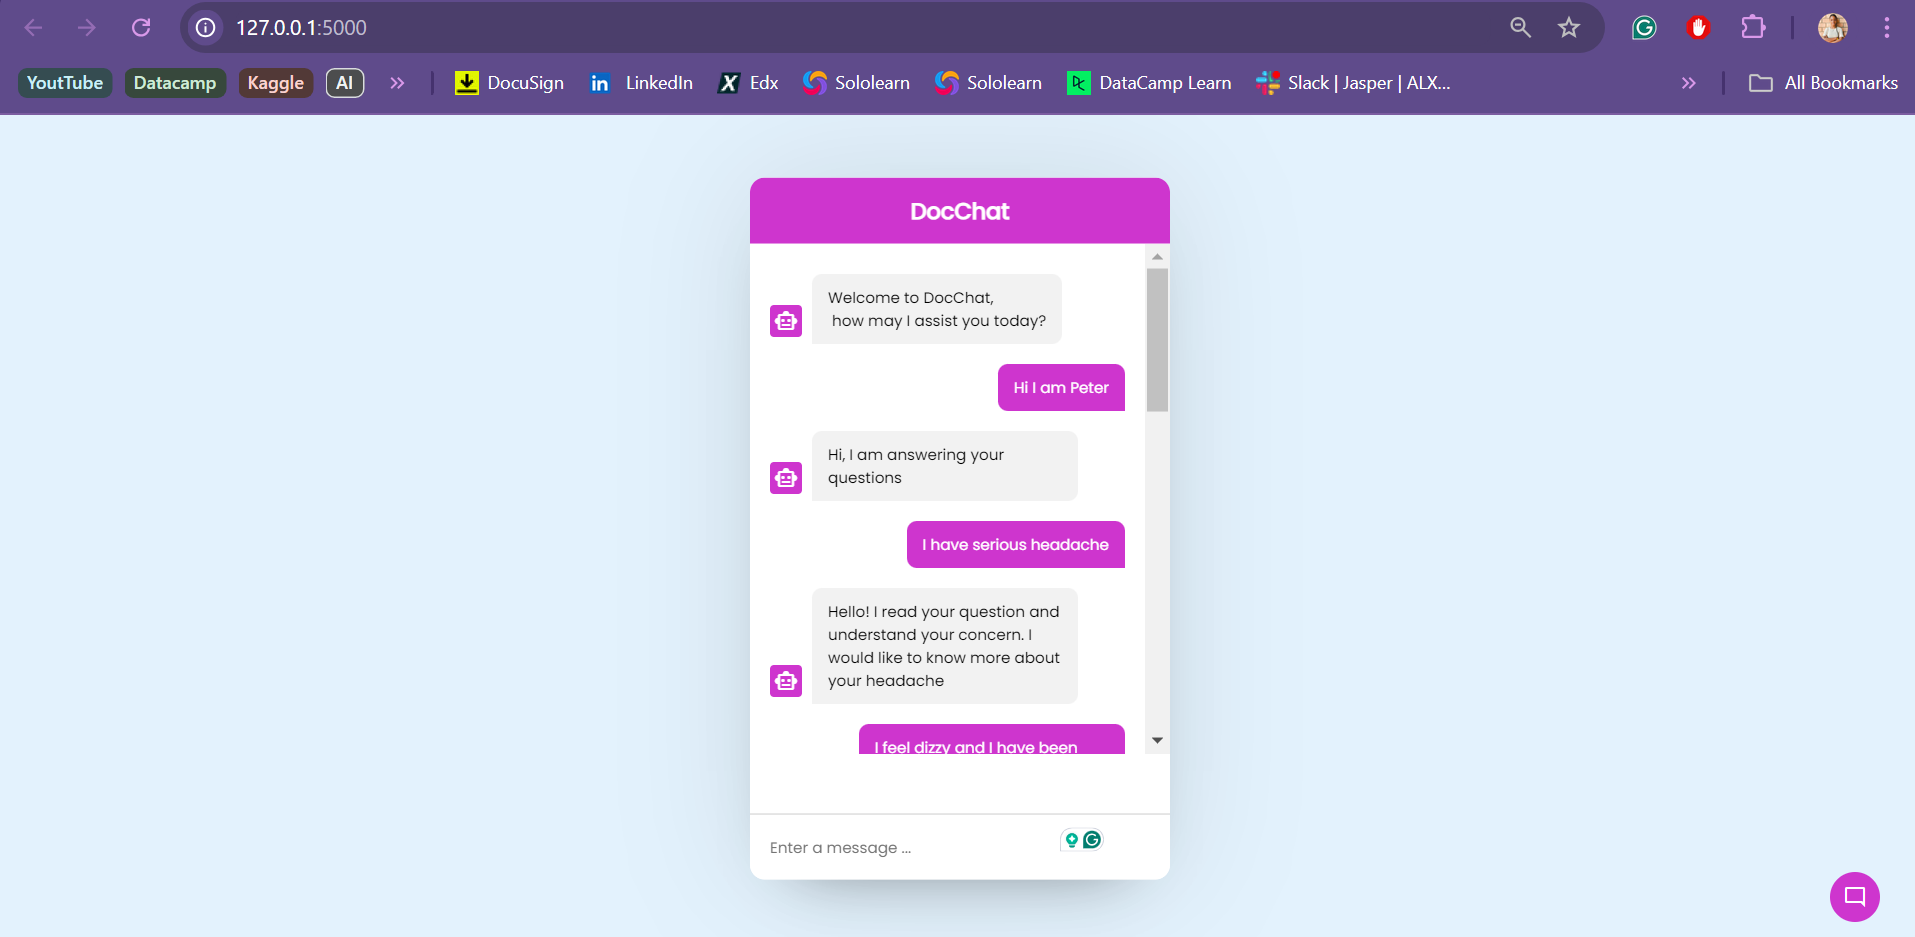 127.0.0.1:5000
YoutTube Datacamp Kaggle AI DocuSign LinkedIn Edx Sololearn Sololearn DataCamp Learn Slack | Jasper | ALX... All Bookmarks
DocChat
Welcome to DocChat,
how may I assist you today?
Hi I am Peter
Hi, I am answering your
questions
I have serious headache
Hello! I read your question and
understand your concern. I
would like to know more about
your headache
I feel dizzy and I have been
Enter a message ...